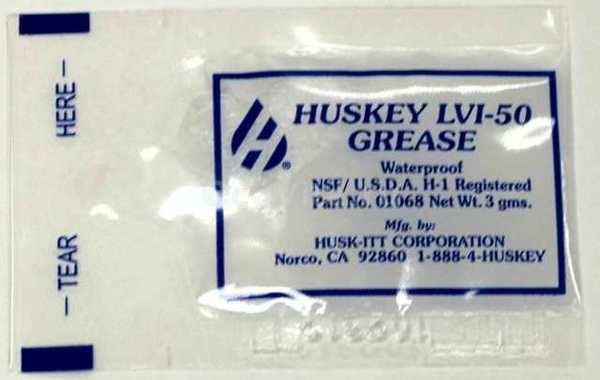 — TEAR HERE —
HUSKEY LVI-50
GREASE
®
Waterproof
NSF/ U.S.D.A. H-1 Registered
Part No. 01068 Net Wt. 3 gms.
Mfg. by:
HUSK-ITT CORPORATION
Norco, CA 92860 1-888-4-HUSKEY